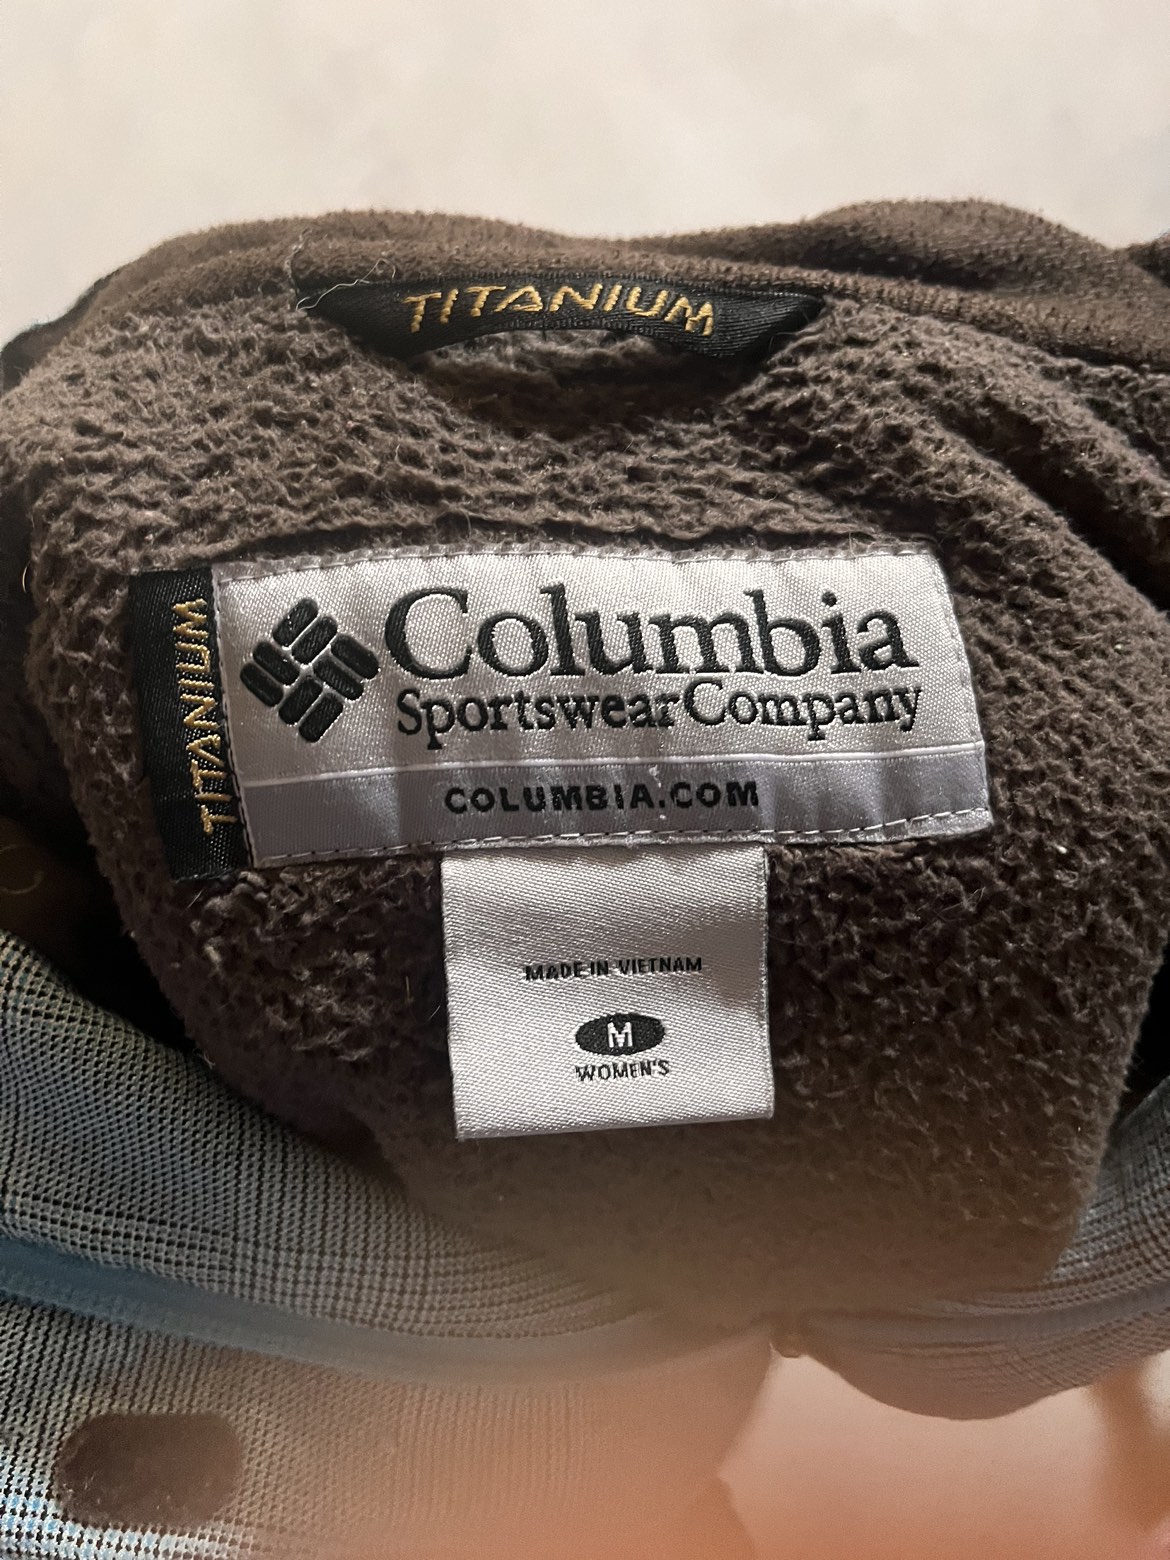 TITANIUM
TITANIUM
Columbia
Sportswear Company
COLUMBIA.COM
MADE IN VIETNAM
M
WOMEN'S